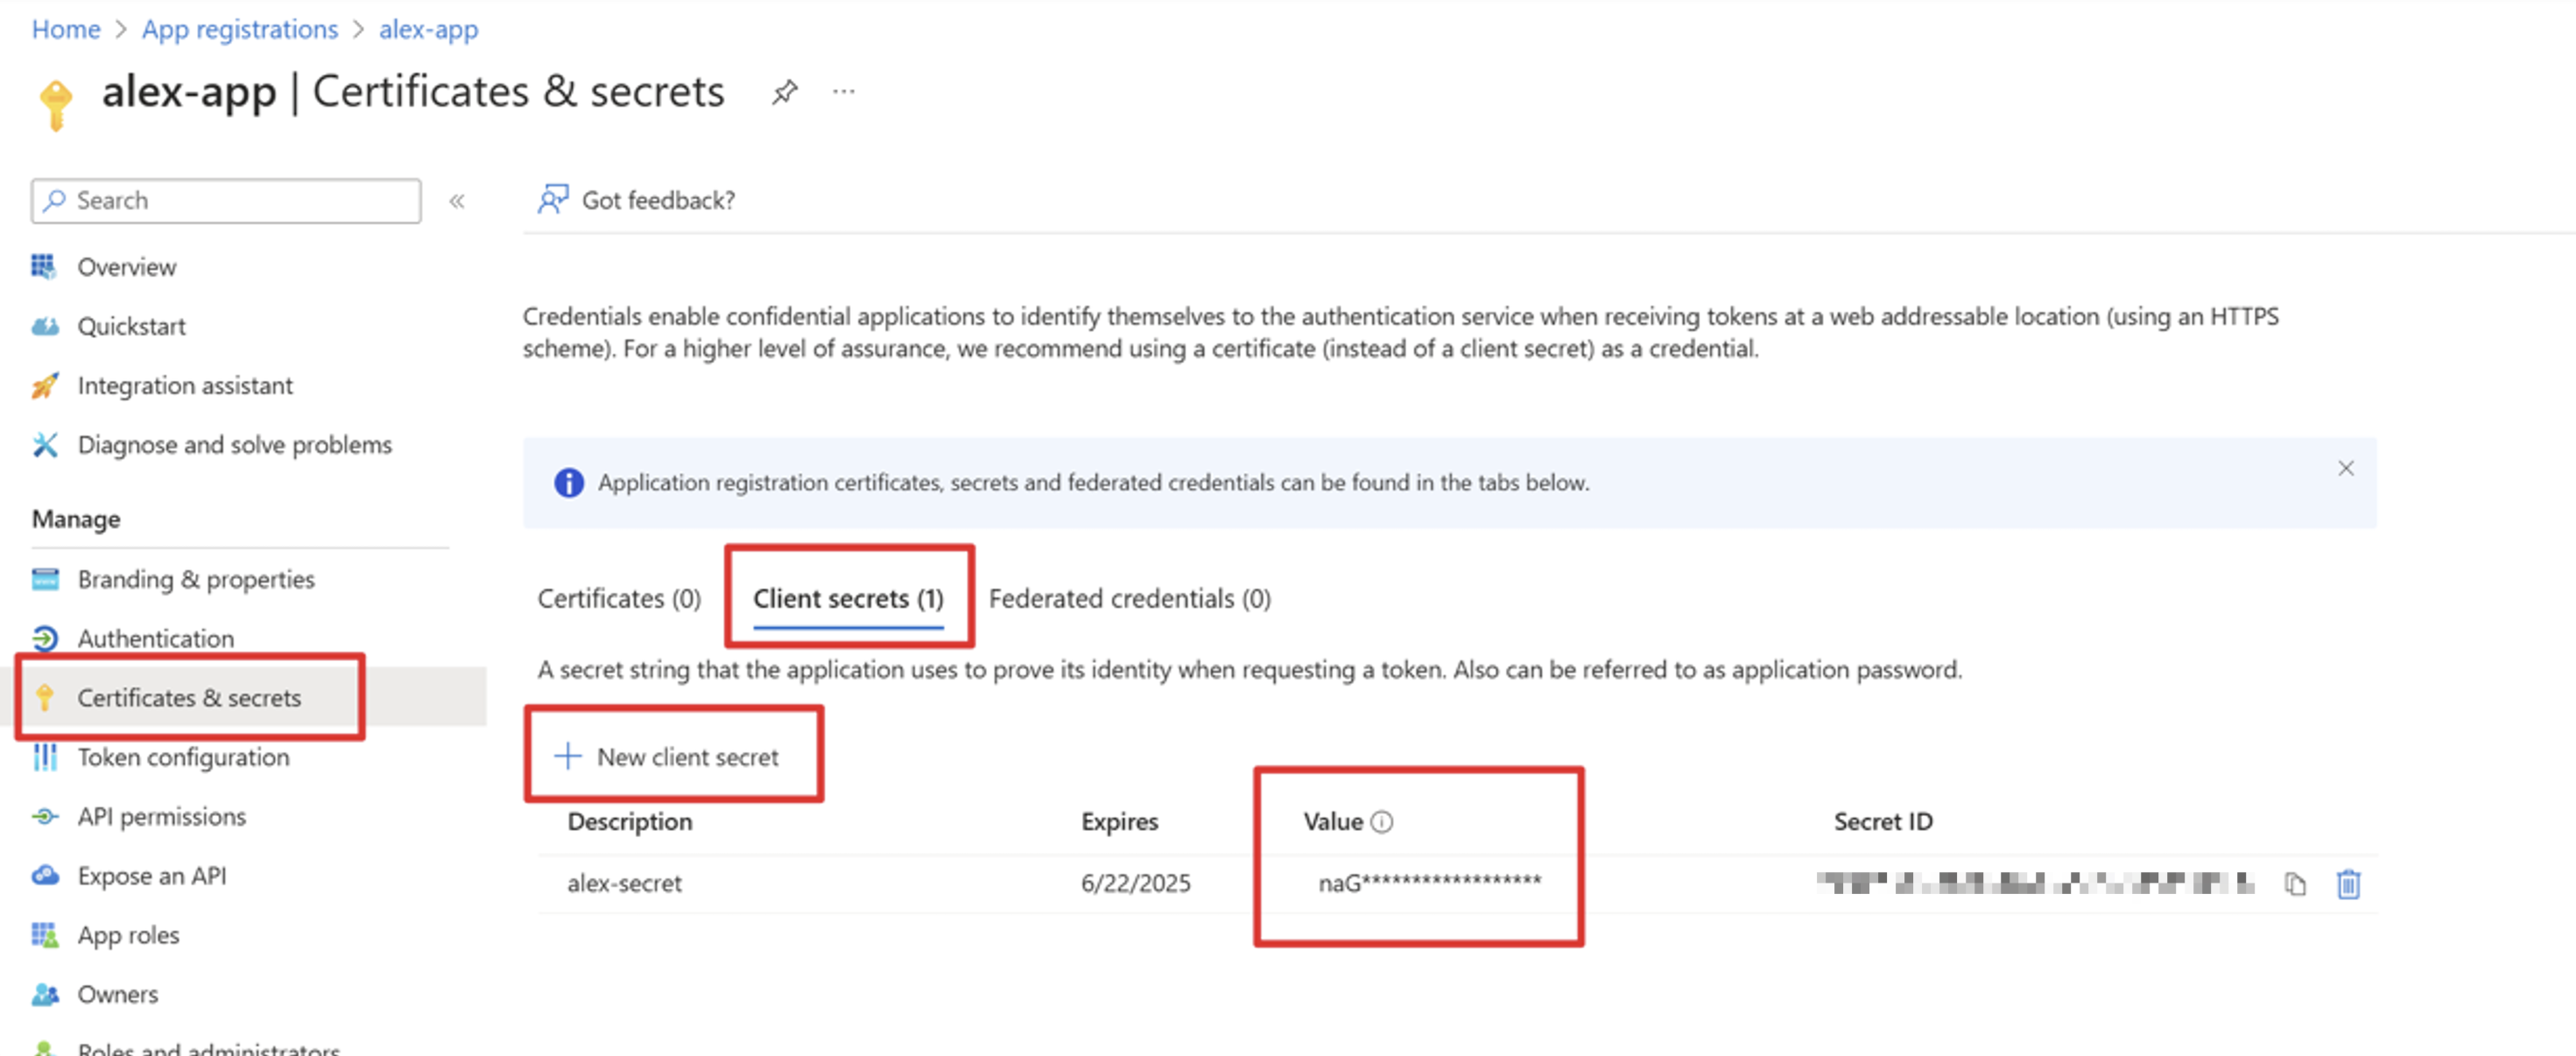 Home > App registrations > alex-app
alex-app | Certificates & secrets
Search
Overview
Quickstart
Integration assistant
Diagnose and solve problems
Manage
Branding & properties
Authentication
Certificates & secrets
Token configuration
API permissions
Expose an API
App roles
Owners
Roles and administrators
Got feedback?
Credentials enable confidential applications to identify themselves to the authentication service when receiving tokens at a web addressable location (using an HTTPS
scheme). For a higher level of assurance, we recommend using a certificate (instead of a client secret) as a credential.
Application registration certificates, secrets and federated credentials can be found in the tabs below.
Certificates (0) Client secrets (1) Federated credentials (0)
A secret string that the application uses to prove its identity when requesting a token. Also can be referred to as application password.
New client secret
Description Expires Value Secret ID
alex-secret 6/22/2025 naG******************